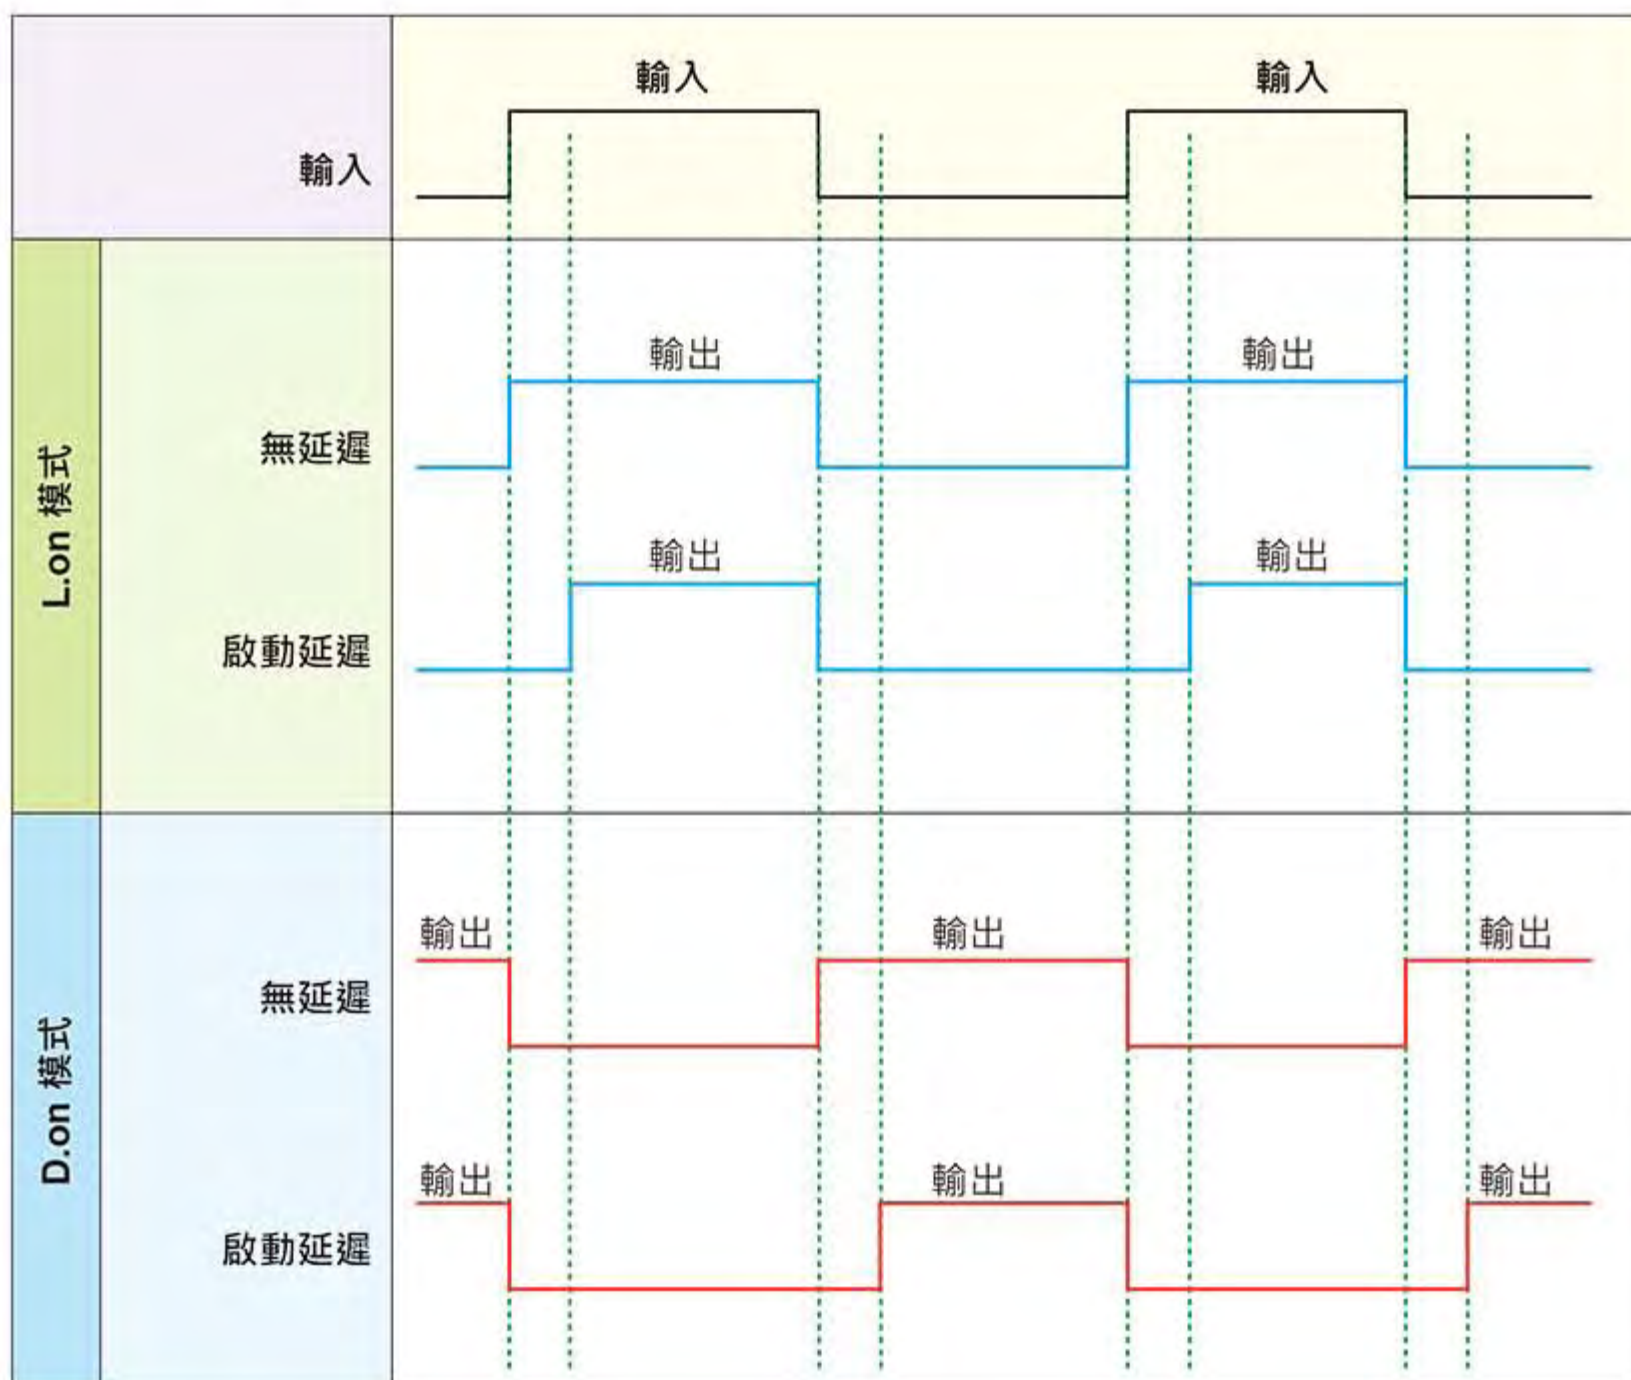 輸入 輸入
輸入
L.on 模式
輸出 輸出
無延遲
輸出 輸出
啟動延遲
D.on 模式
輸出 輸出 輸出
無延遲
輸出 輸出 輸出
啟動延遲